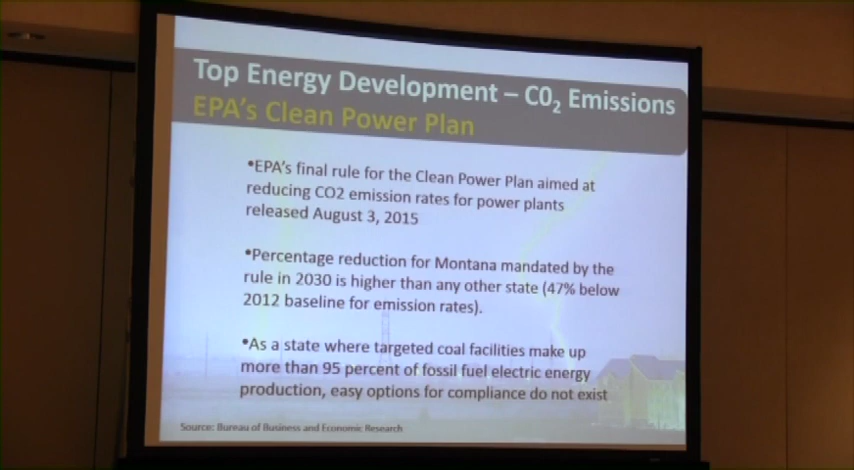 Top Energy Development – C0₂ Emissions
EPA's Clean Power Plan
•EPA's final rule for the Clean Power Plan aimed at
reducing CO2 emission rates for power plants
released August 3, 2015
•Percentage reduction for Montana mandated by the
rule in 2030 is higher than any other state (47% below
2012 baseline for emission rates).
•As a state where targeted coal facilities make up
more than 95 percent of fossil fuel electric energy
production, easy options for compliance do not exist
Source: Bureau of Business and Economic Research